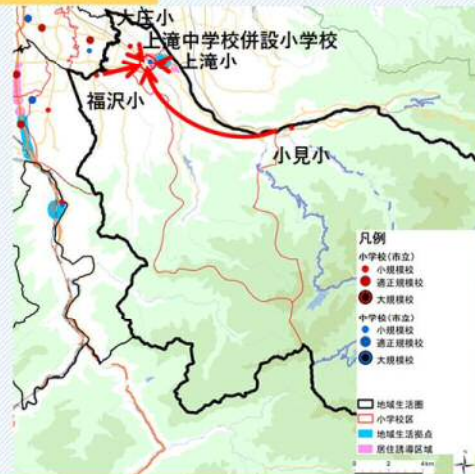 大庄小
上滝中学校併設小学校
上滝小
福沢小
小見小
凡例
小学校(市立)
小規模校
適正規模校
大規模校
中学校(市立)
小規模校
適正規模校
大規模校
地域生活圏
小学校区
地域生活拠点
居住誘導区域
0 2 4 km